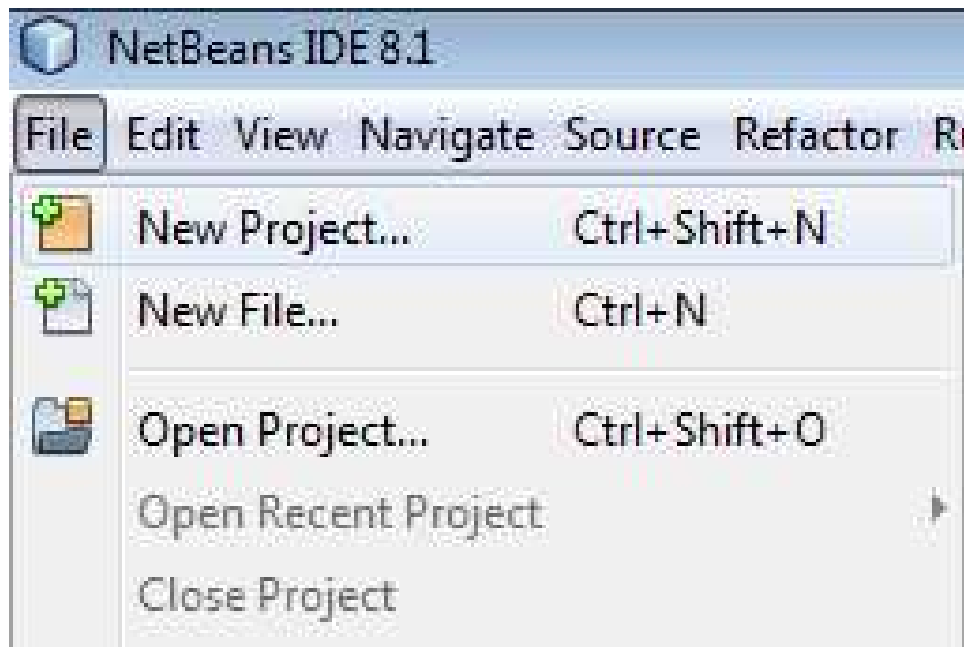 NetBeans IDE 8.1
File Edit View Navigate Source Refactor
New Project... Ctrl+Shift+N
New File... Ctrl+N
Open Project... Ctrl+Shift+O
Open Recent Project
Close Project